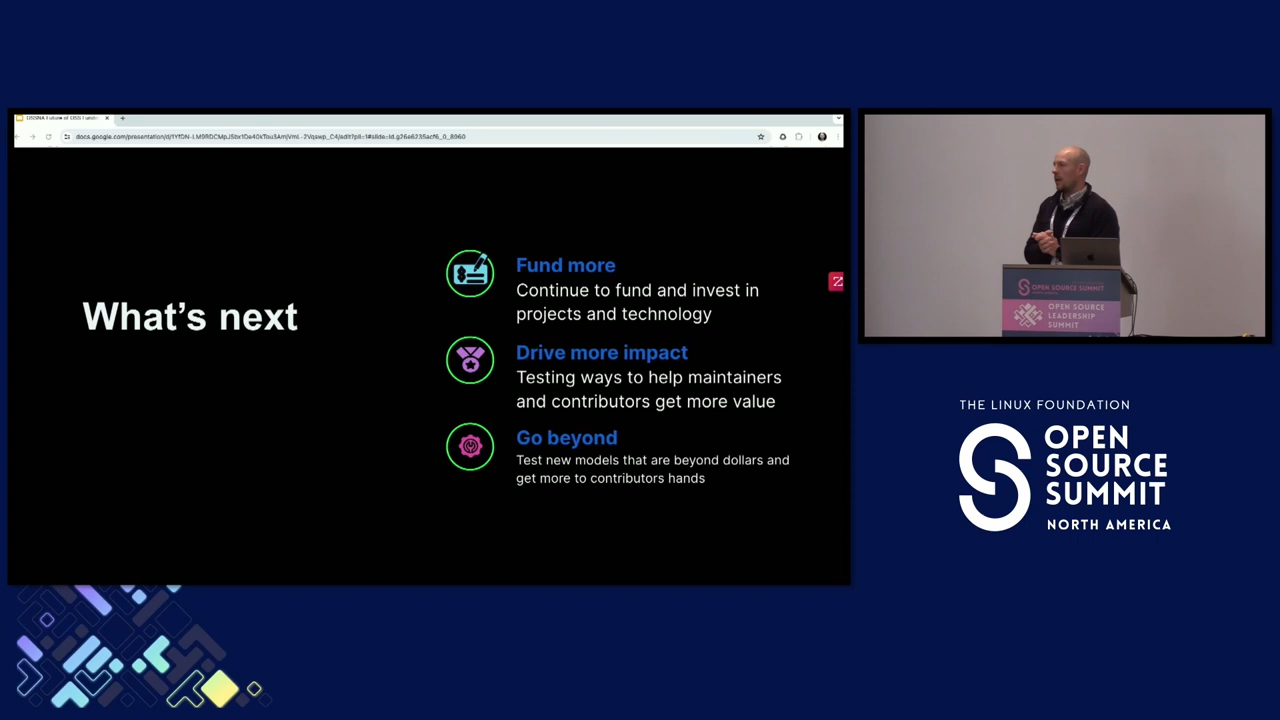 What's next
Fund more
Continue to fund and invest in
projects and technology
Drive more impact
Testing ways to help maintainers
and contributors get more value
Go beyond
Test new models that are beyond dollars and
get more to contributors hands
OPEN SOURCE SUMMIT
OPEN SOURCE
LEADERSHIP
SUMMIT
THE LINUX FOUNDATION
OPEN
SOURCE
SUMMIT
NORTH AMERICA